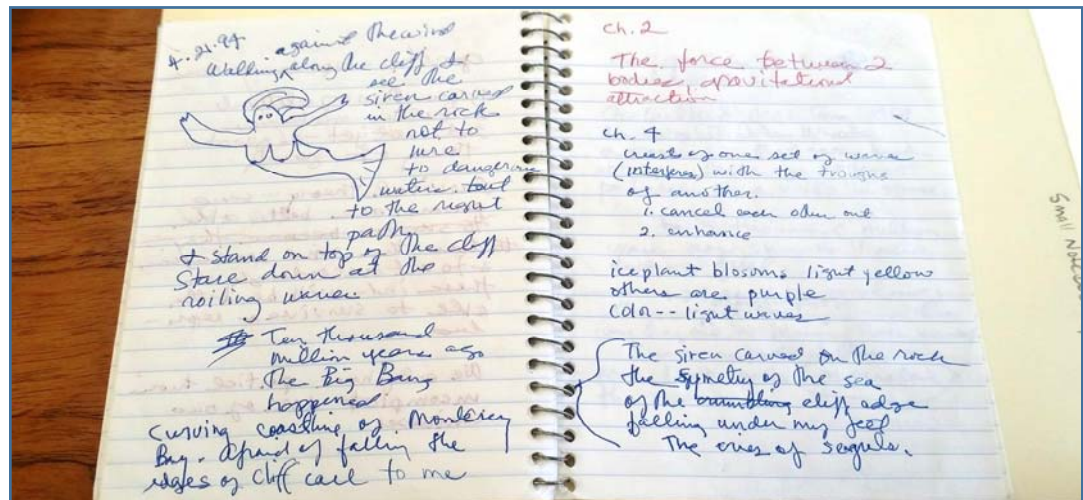 4.21.94
against the wind
Walking along the cliff I
see the
siren carved
in the rock
not to
lure
to dangerous
waters but
to the right
path
I stand on top of the cliff
Stare down at the
roiling waves
Ten thousand
million years ago
The Big Bang
happened
Curving coastline of Monterey
Bay. Afraid of falling the
edges of cliff call to me
ch. 2
The force between 2
bodies, gravitational
attraction
ch. 4
crests of one set of waves
(interferes) with the troughs
of another.
1. cancel each other out
2. enhance
iceplant blosoms light yellow
others are purple
color -- light waves
The siren carved on the rock
the symetry of the sea
of the crumbling cliff edge
falling under my feet
The cries of seagulls.
Small Note